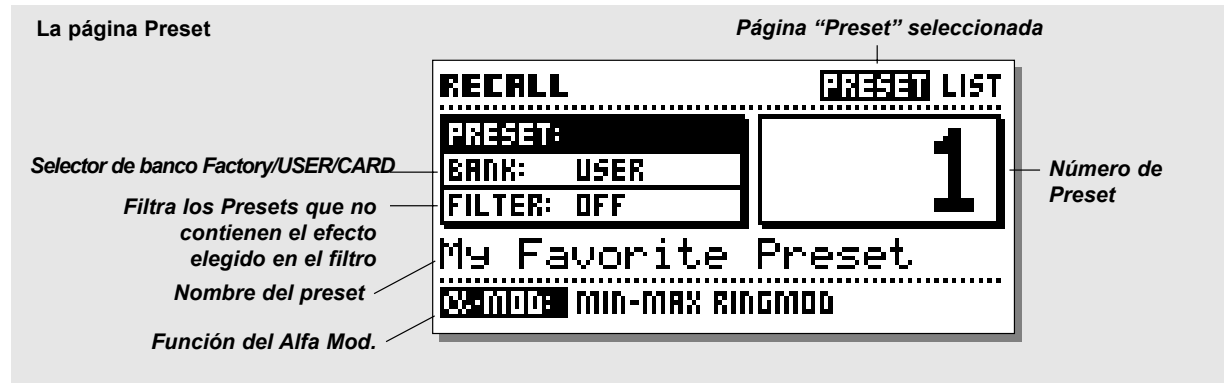 La página Preset
Página “Preset” seleccionada
RECALL
PRESET LIST
PRESET:
BANK: USER
FILTER: OFF
1
My Favorite Preset
α-MOD: MIN-MAX RINGMOD
Selector de banco Factory/USER/CARD
Filtra los Presets que no
contienen el efecto
elegido en el filtro
Nombre del preset
Función del Alfa Mod.
Número de
Preset